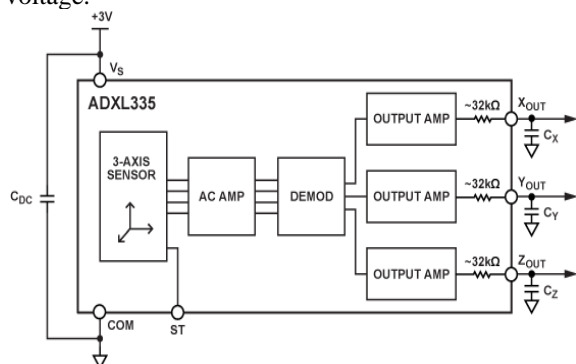 voltage.
+3V
VS
ADXL335
3-AXIS
SENSOR
AC AMP
DEMOD
OUTPUT AMP
~32kΩ
XOUT
CX
OUTPUT AMP
~32kΩ
YOUT
CY
OUTPUT AMP
~32kΩ
ZOUT
CZ
CDC
COM
ST